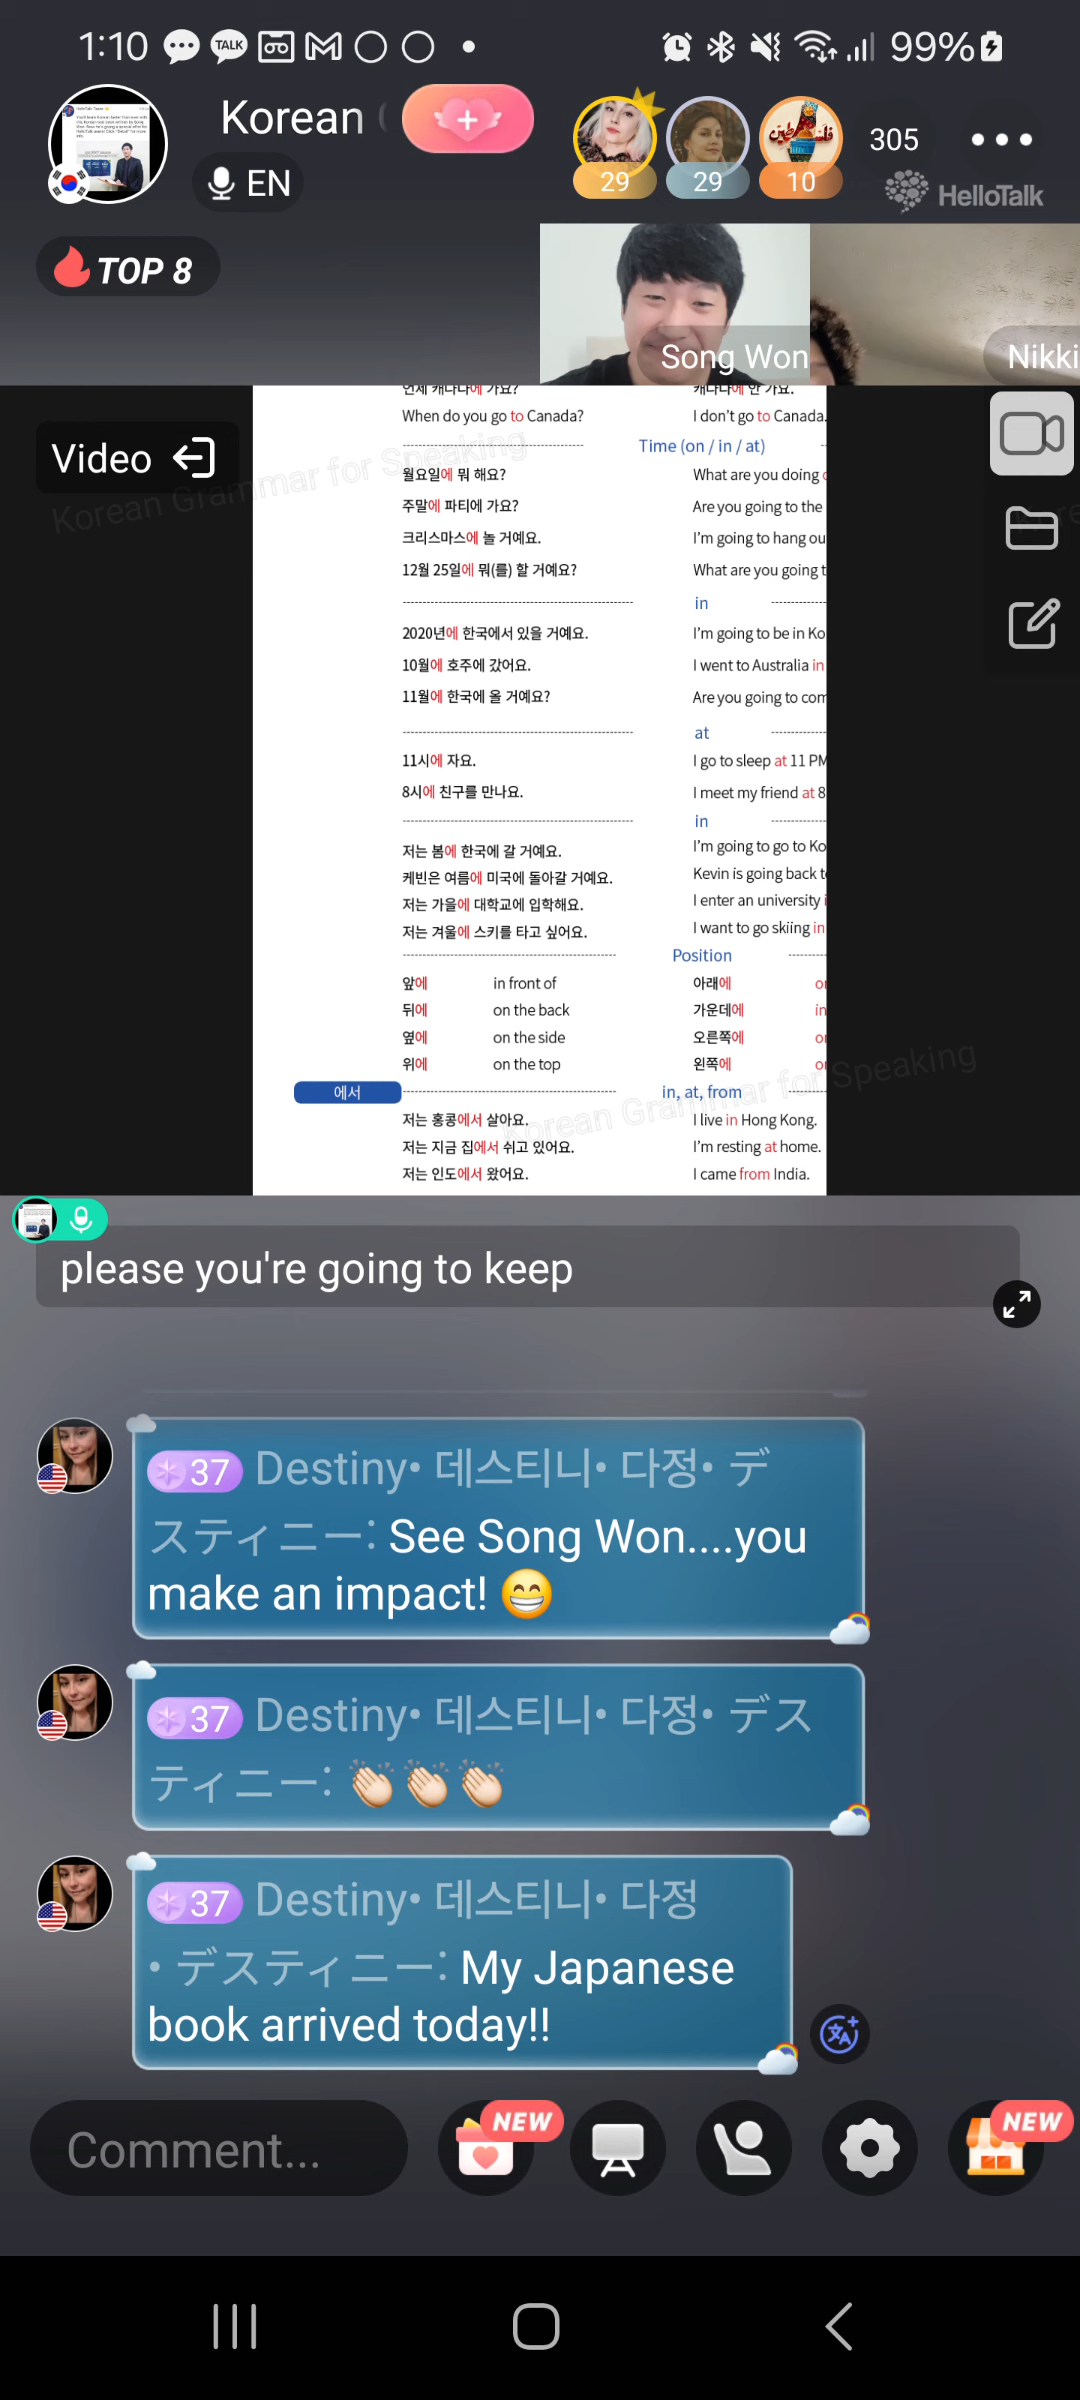 1:10 TALK 99%
Korean
EN
29 29 10 305
HelloTalk
TOP 8
Song Won Nikki
Video
When do you go to Canada? I don't go to Canada.
Time (on / in / at)
월요일에 뭐 해요? What are you doing
주말에 파티에 가요? Are you going to the
크리스마스에 놀 거예요. I'm going to hang ou
12월 25일에 뭐(를) 할 거예요? What are you going t
in
2020년에 한국에서 있을 거예요. I'm going to be in Ko
10월에 호주에 갔어요. I went to Australia in
11월에 한국에 올 거예요? Are you going to com
at
11시에 자요. I go to sleep at 11 PM
8시에 친구를 만나요. I meet my friend at 8
in
저는 봄에 한국에 갈 거예요. I'm going to go to Ko
케빈은 여름에 미국에 돌아갈 거예요. Kevin is going back t
저는 가을에 대학교에 입학해요. I enter an university i
저는 겨울에 스키를 타고 싶어요. I want to go skiing in
Position
앞에 in front of 아래에 o
뒤에 on the back 가운데에 in
옆에 on the side 오른쪽에 o
위에 on the top 왼쪽에 o
에서 in, at, from
저는 홍콩에서 살아요. I live in Hong Kong.
저는 지금 집에서 쉬고 있어요. I'm resting at home.
저는 인도에서 왔어요. I came from India.
Korean Grammar for Speaking
Korean Grammar for Speaking
please you're going to keep
37 Destiny• 데스티니• 다정• デ
スティニー: See Song Won....you
make an impact! 😁
37 Destiny• 데스티니• 다정• デス
ティニー: 👏🏻👏🏻👏🏻
37 Destiny• 데스티니• 다정
• デスティニー: My Japanese
book arrived today!!
Comment... NEW NEW